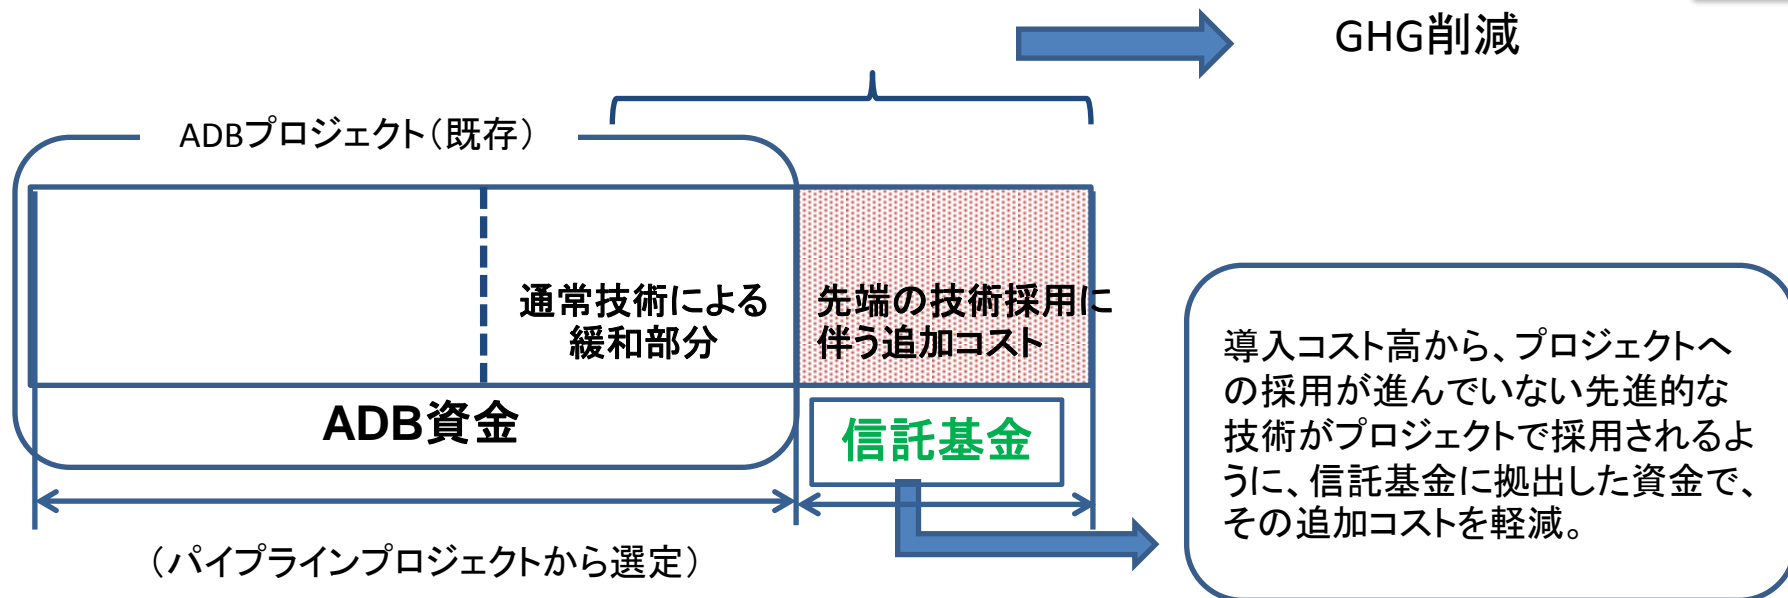 GHG削減
ADBプロジェクト（既存）
通常技術による
緩和部分
先端の技術採用に
伴う追加コスト
ADB資金
信託基金
（パイプラインプロジェクトから選定）
導入コスト高から、プロジェクトへ
の採用が進んでいない先進的な
技術がプロジェクトで採用されるよ
うに、信託基金に拠出した資金で、
その追加コストを軽減。